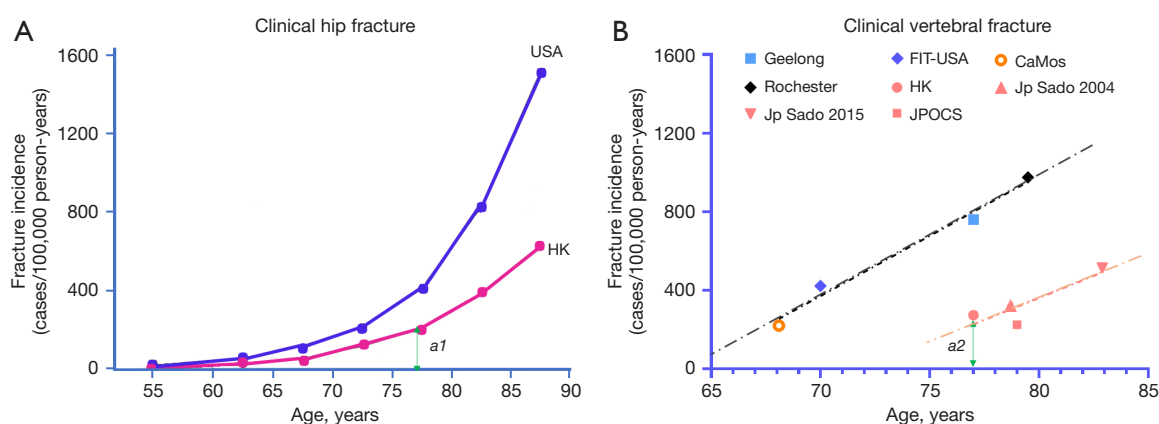 A
Clinical hip fracture
Fracture incidence
(cases/100,000 person-years)
1600
1200
800
400
0
55
60
65
70
75
80
85
90
Age, years
USA
HK
a1
B
Clinical vertebral fracture
Geelong
FIT-USA
CaMos
Rochester
HK
Jp Sado 2004
Jp Sado 2015
JPOCS
Fracture incidence
(cases/100,000 person-years)
1600
1200
800
400
0
65
70
75
80
85
Age, years
a2